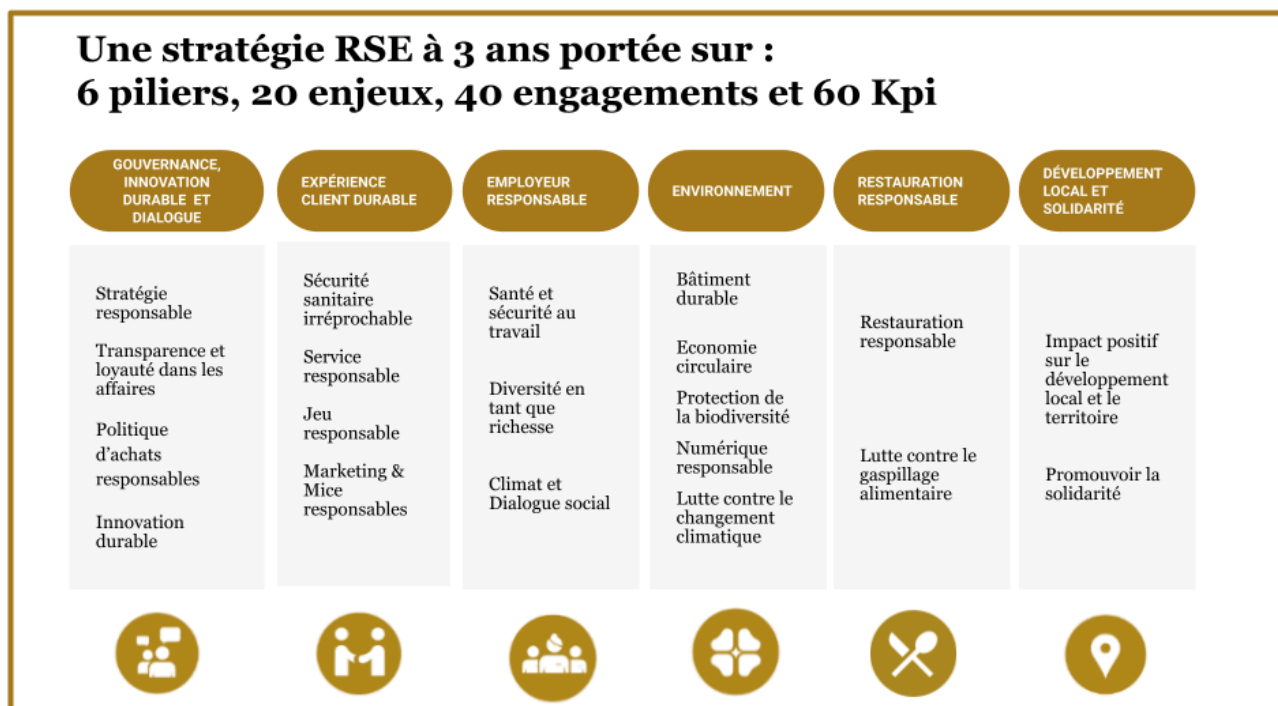 Une stratégie RSE à 3 ans portée sur :
6 piliers, 20 enjeux, 40 engagements et 60 Kpi
GOUVERNANCE,
INNOVATION
DURABLE ET
DIALOGUE
Stratégie
responsable
Transparence et
loyauté dans les
affaires
Politique
d'achats
responsables
Innovation
durable
EXPÉRIENCE
CLIENT DURABLE
Sécurité
sanitaire
irréprochable
Service
responsable
Jeu
responsable
Marketing &
Mice
responsables
EMPLOYEUR
RESPONSABLE
Santé et
sécurité au
travail
Diversité en
tant que
richesse
Climat et
Dialogue social
ENVIRONNEMENT
Bâtiment
durable
Economie
circulaire
Protection de
la biodiversité
Numérique
responsable
Lutte contre le
changement
climatique
RESTAURATION
RESPONSABLE
Restauration
responsable
Lutte contre le
gaspillage
alimentaire
DÉVELOPPEMENT
LOCAL ET
SOLIDARITÉ
Impact positif
sur le
développement
local et le
territoire
Promouvoir la
solidarité